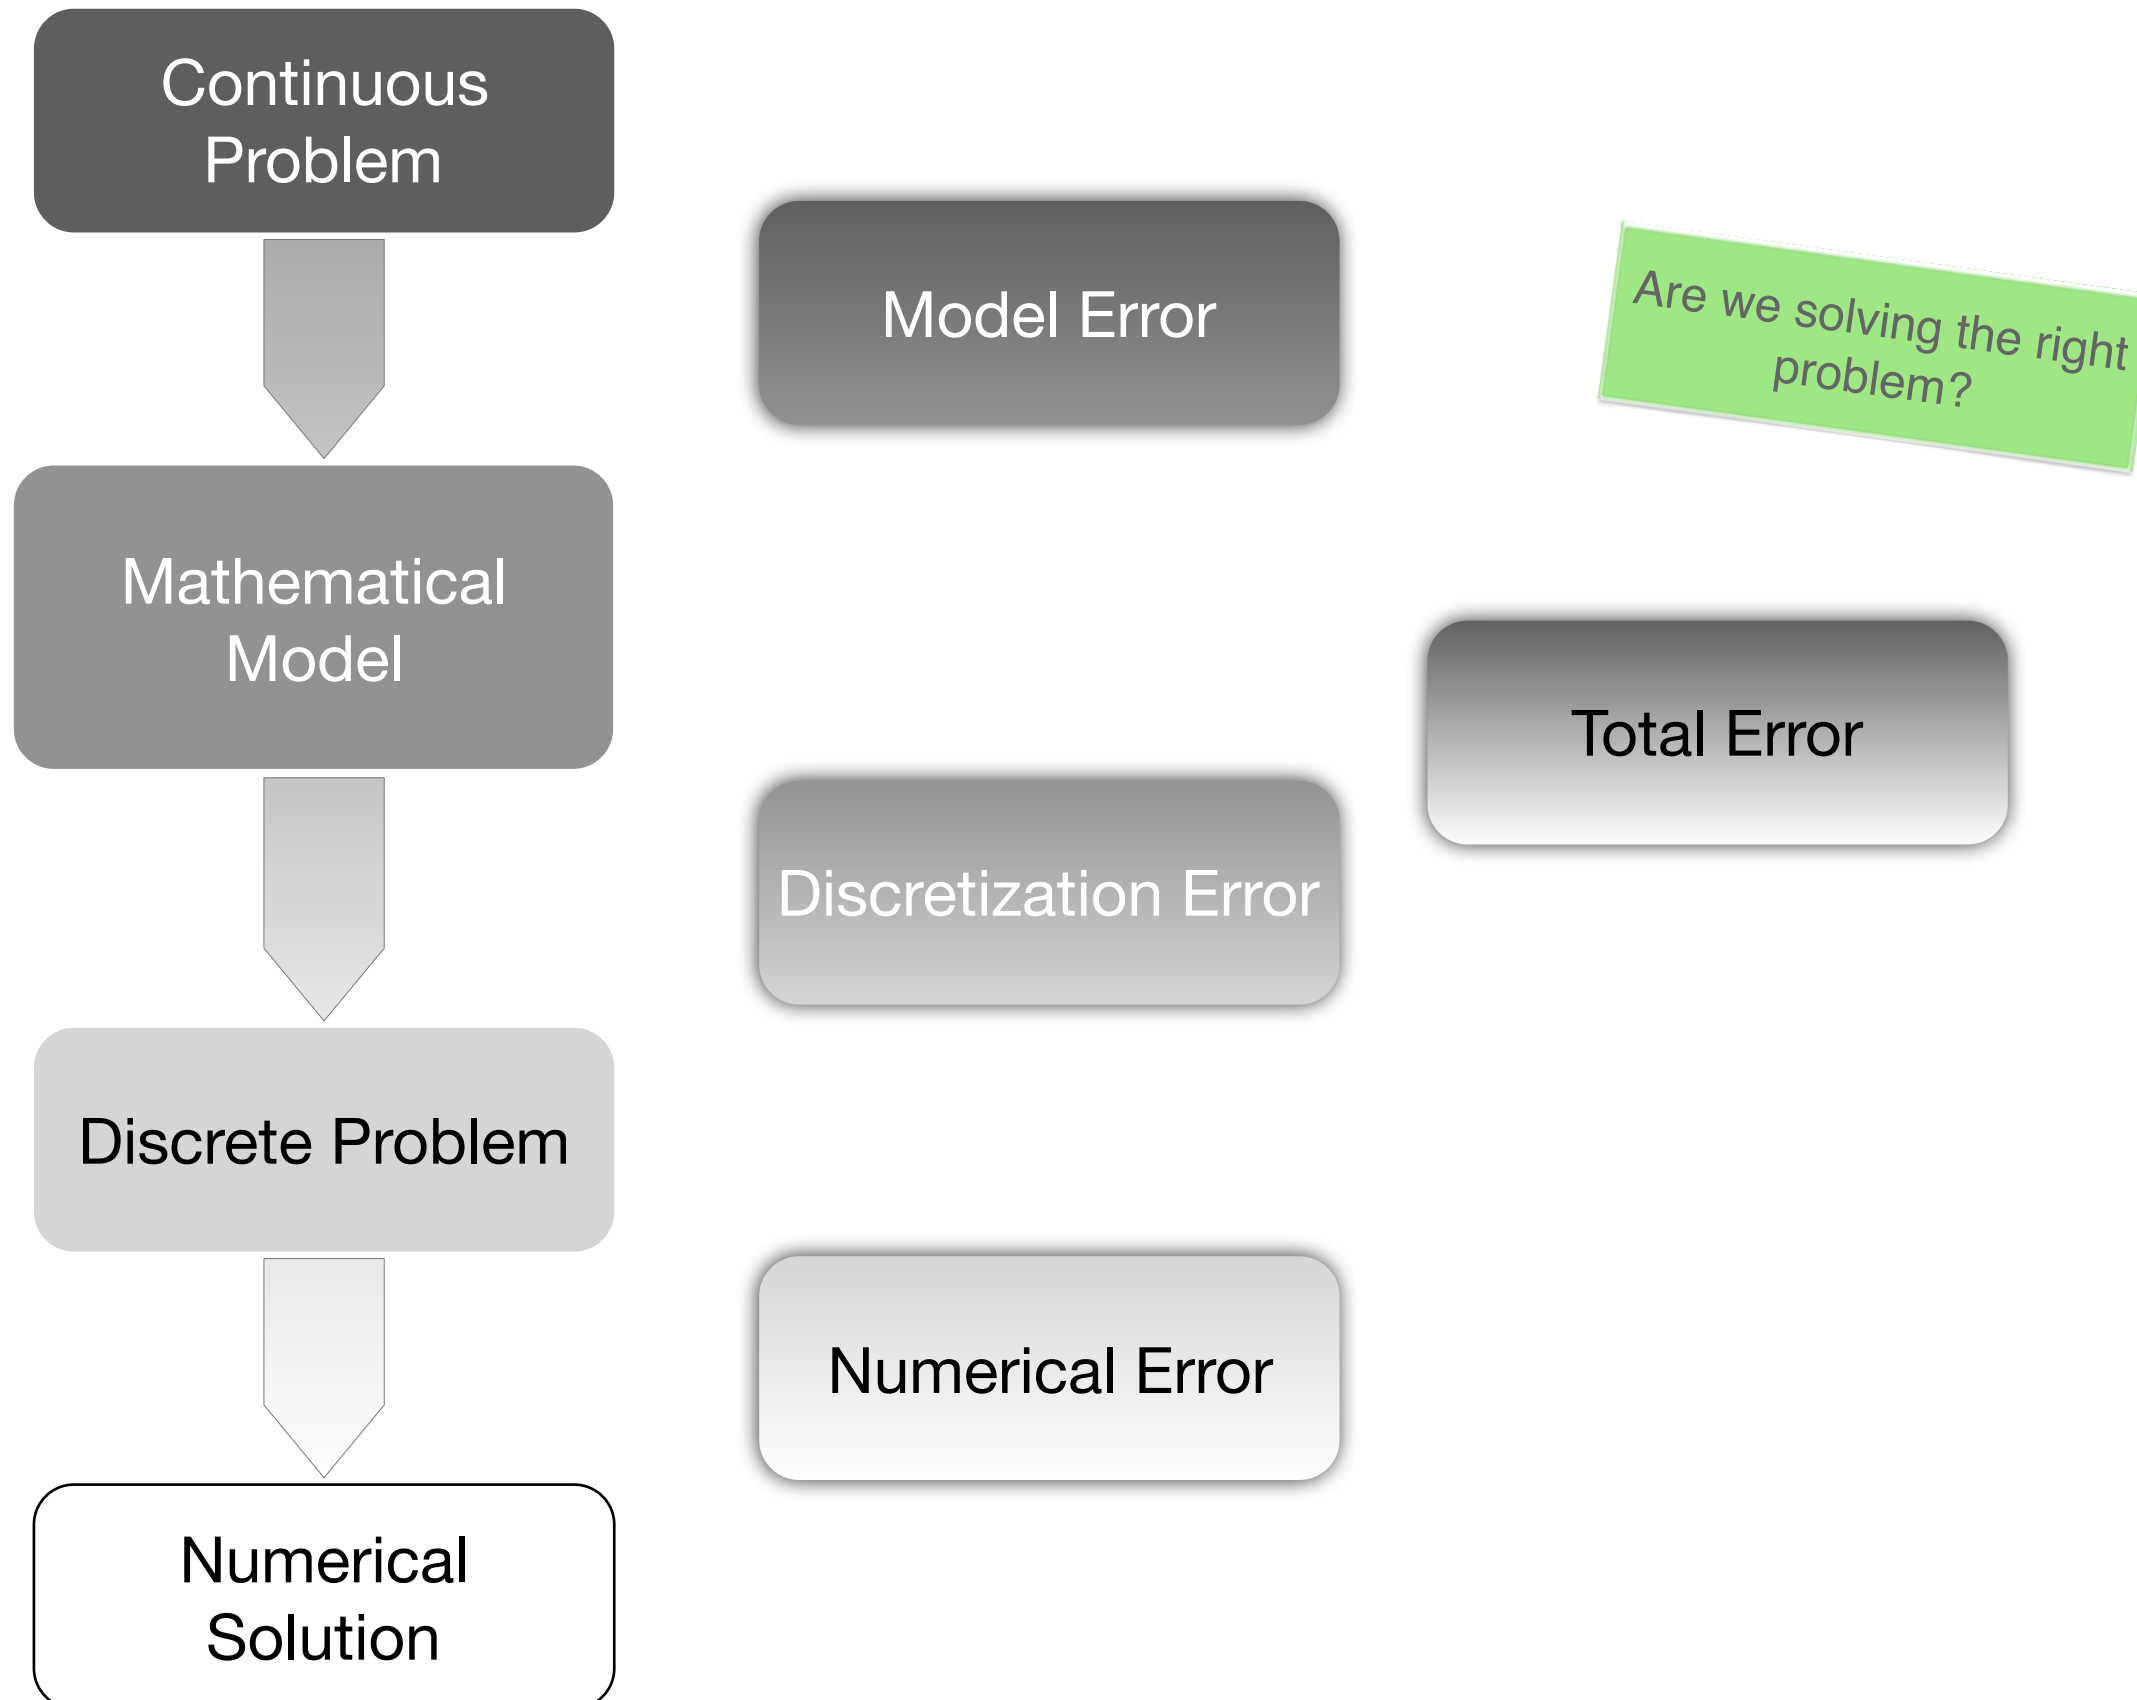 Continuous
Problem
Model Error
Are we solving the right
problem?
Mathematical
Model
Total Error
Discretization Error
Discrete Problem
Numerical Error
Numerical
Solution